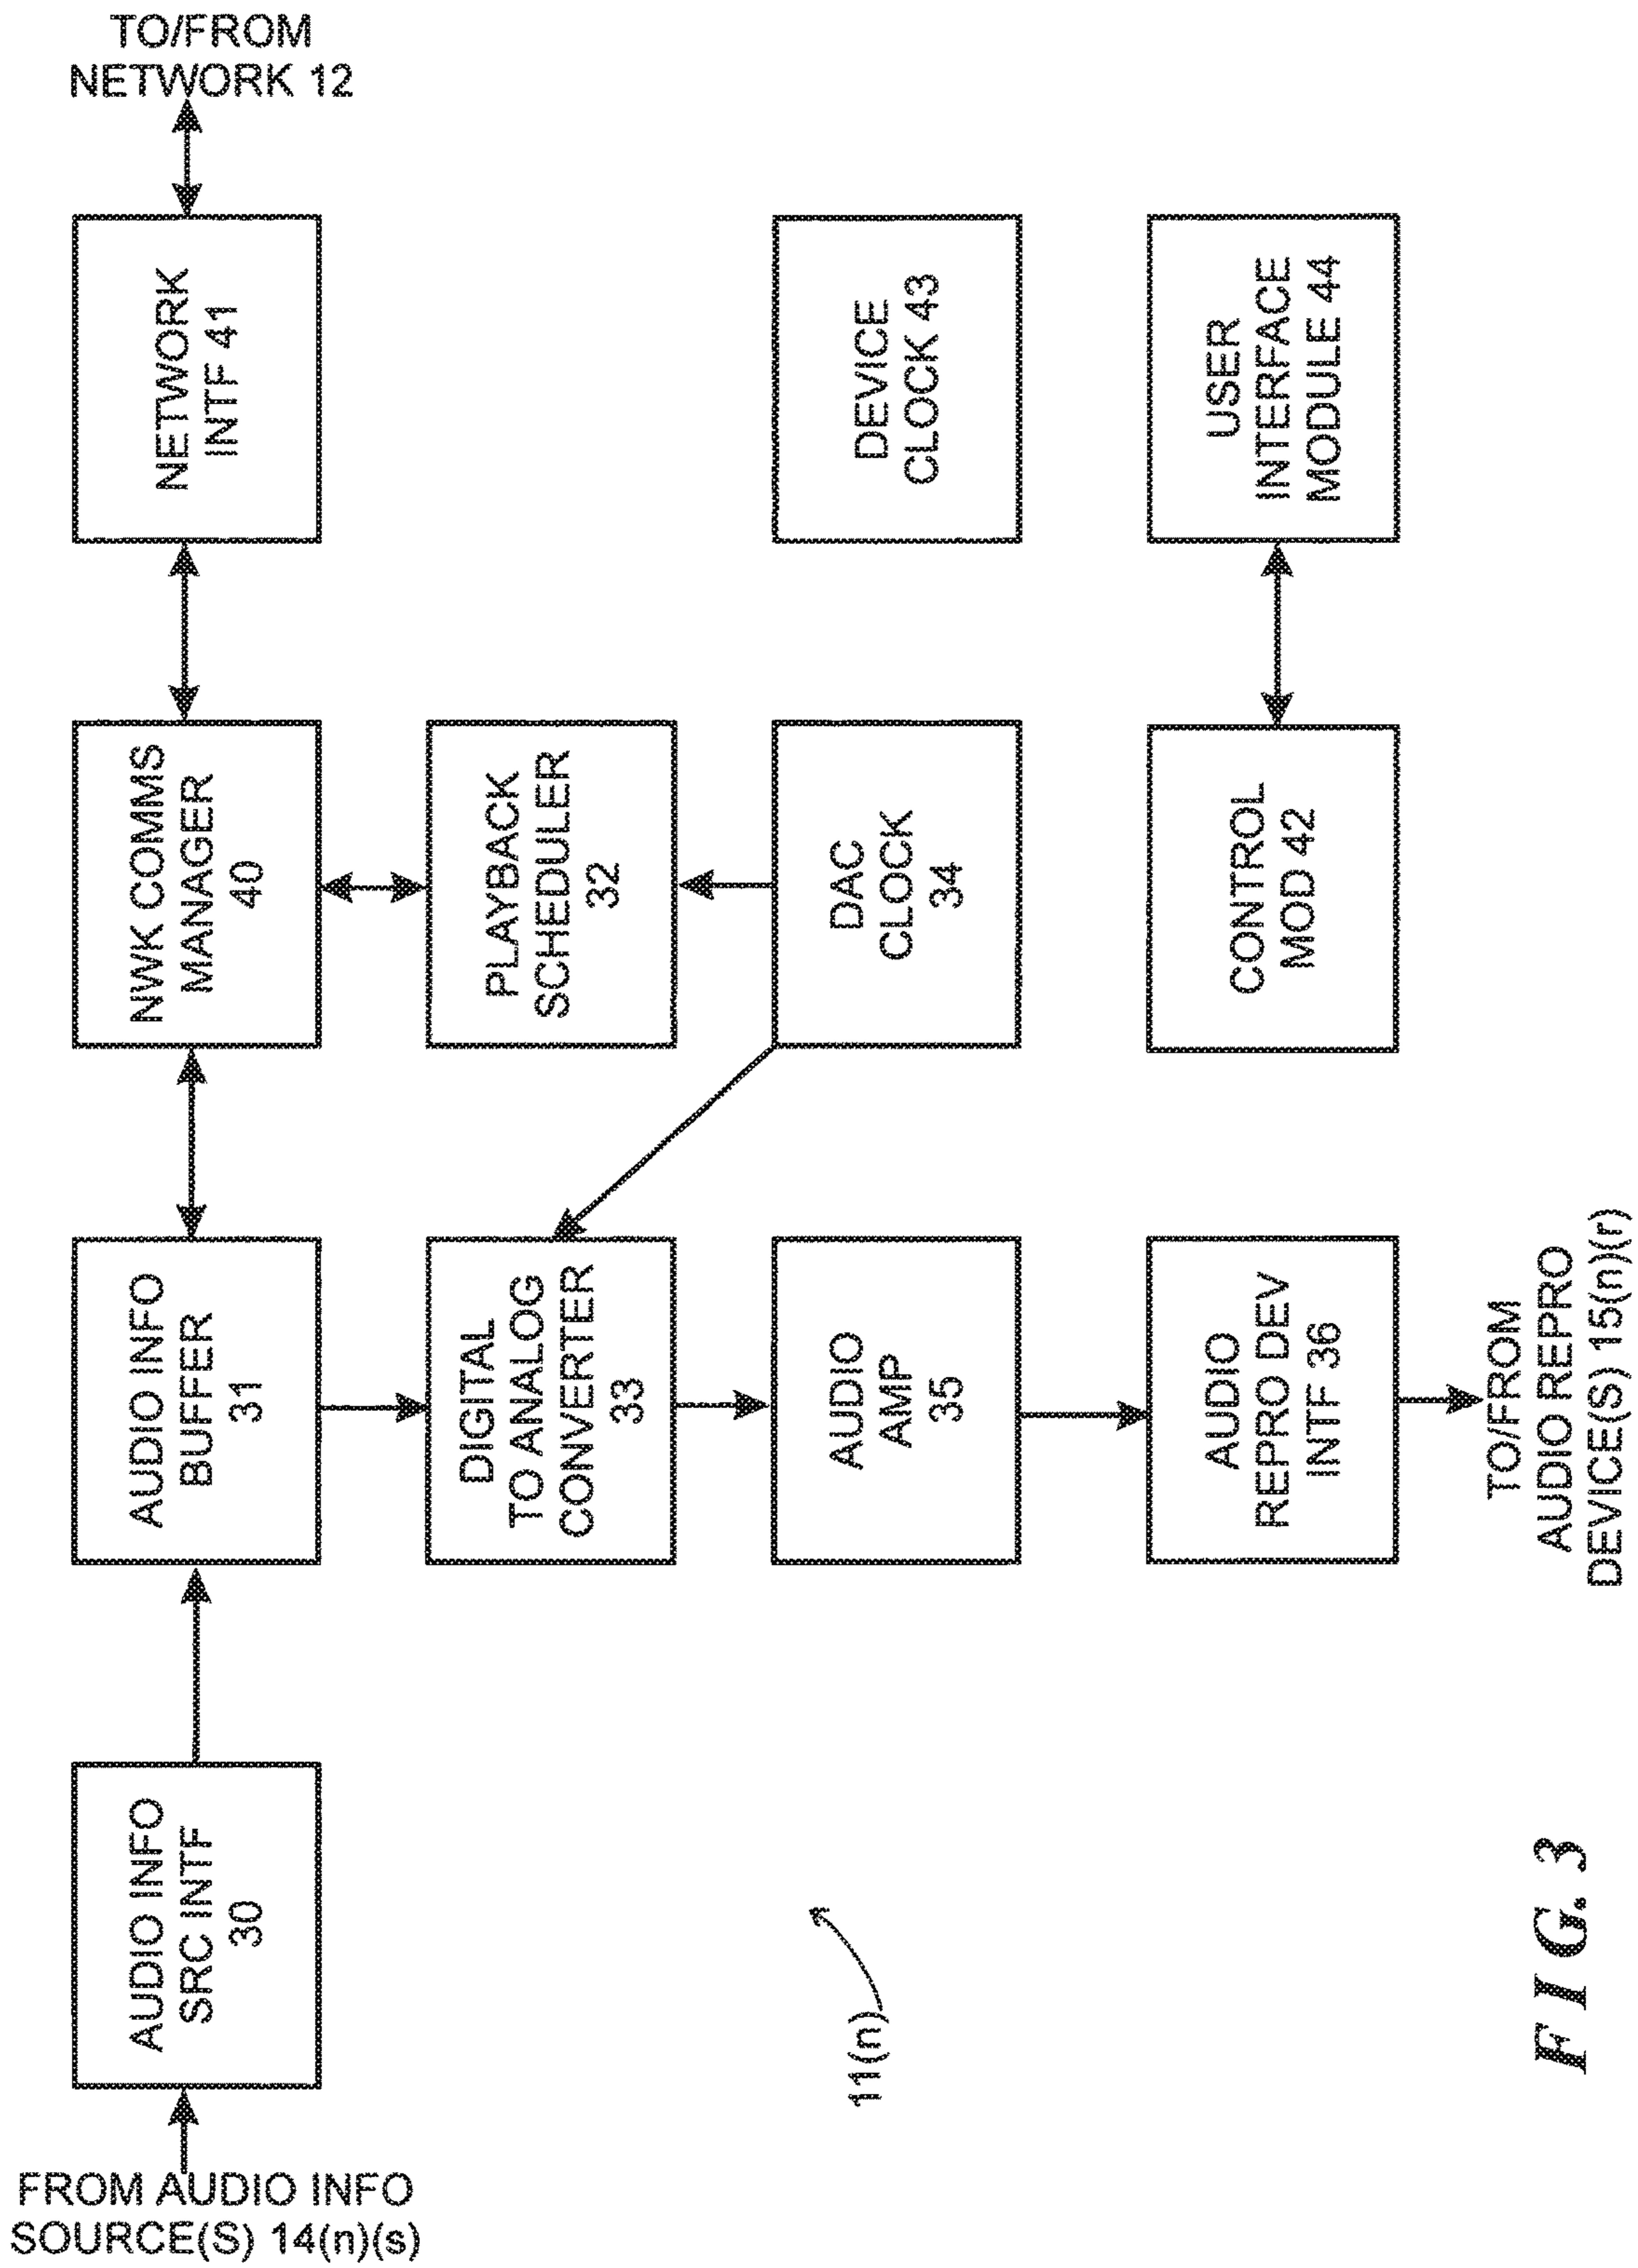 TO/FROM
NETWORK 12
NETWORK
INTF 41
DEVICE
CLOCK 43
USER
INTERFACE
MODULE 44
NWK COMMS
MANAGER
40
PLAYBACK
SCHEDULER
32
DAC
CLOCK
34
CONTROL
MOD 42
AUDIO INFO
BUFFER
31
DIGITAL
TO ANALOG
CONVERTER
33
AUDIO
AMP
35
AUDIO
REPRO DEV
INTF 36
TO/FROM
AUDIO REPRO
DEVICE(S) 15(n)(r)
AUDIO INFO
SRC INTF
30
11(n)
FROM AUDIO INFO
SOURCE(S) 14(n)(s)
FIG. 3